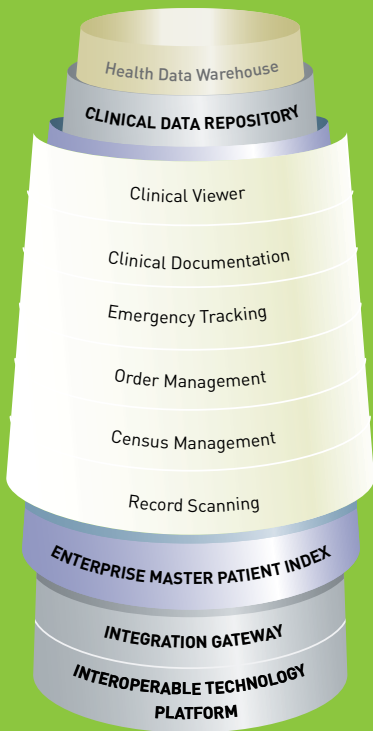 Health Data Warehouse
CLINICAL DATA REPOSITORY
Clinical Viewer
Clinical Documentation
Emergency Tracking
Order Management
Census Management
Record Scanning
ENTERPRISE MASTER PATIENT INDEX
INTEGRATION GATEWAY
INTEROPERABLE TECHNOLOGY
PLATFORM